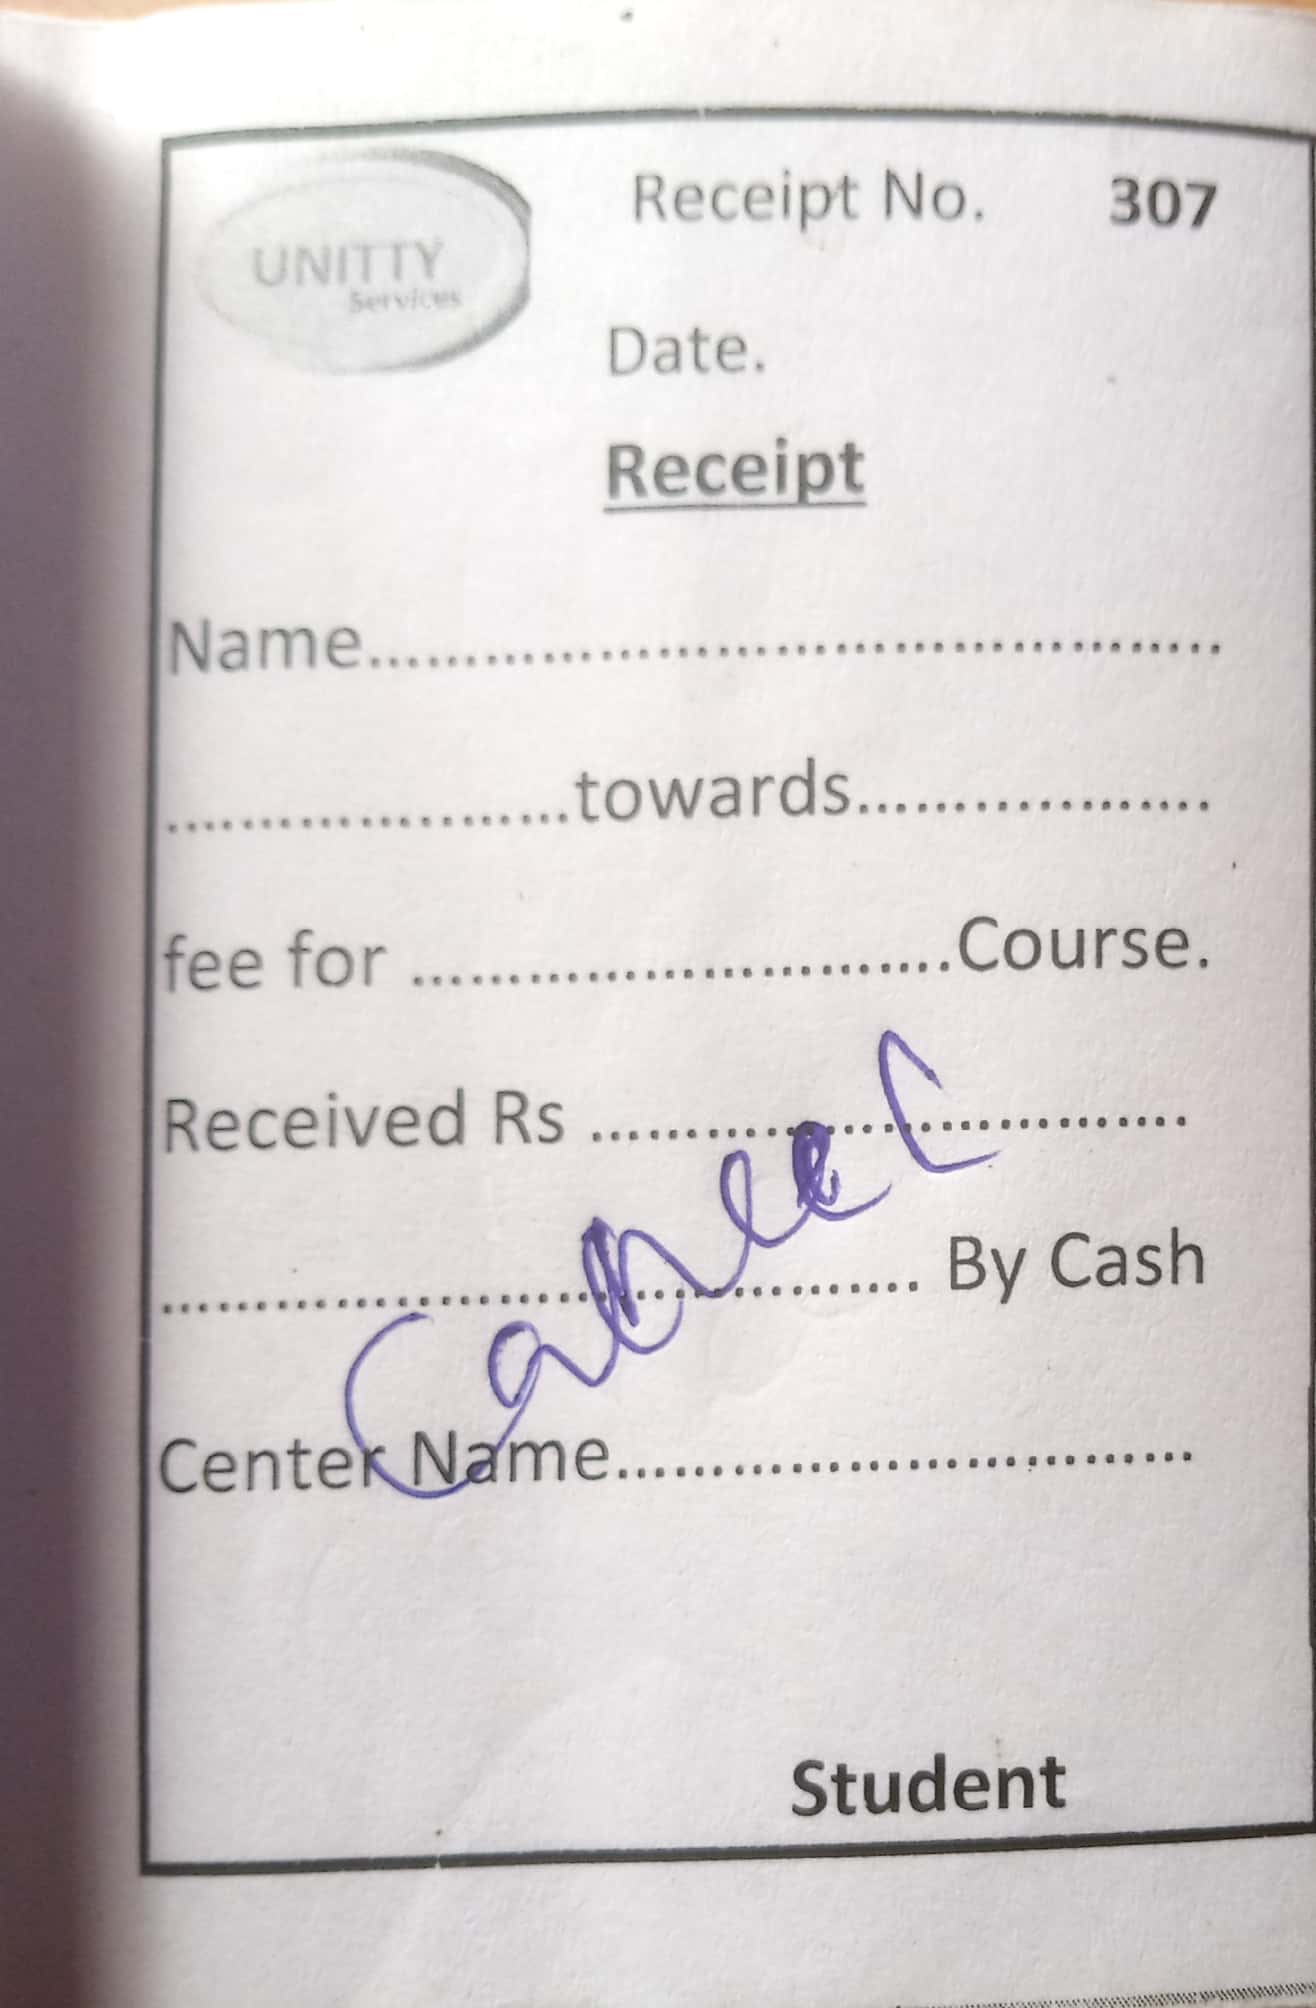 UNITTY
Services
Receipt No. 307
Date.
Receipt
Name............................................
.....................towards...................
fee for ............................Course.
Received Rs ...............................
....................................... By Cash
Cancel
Center Name..............................
Student